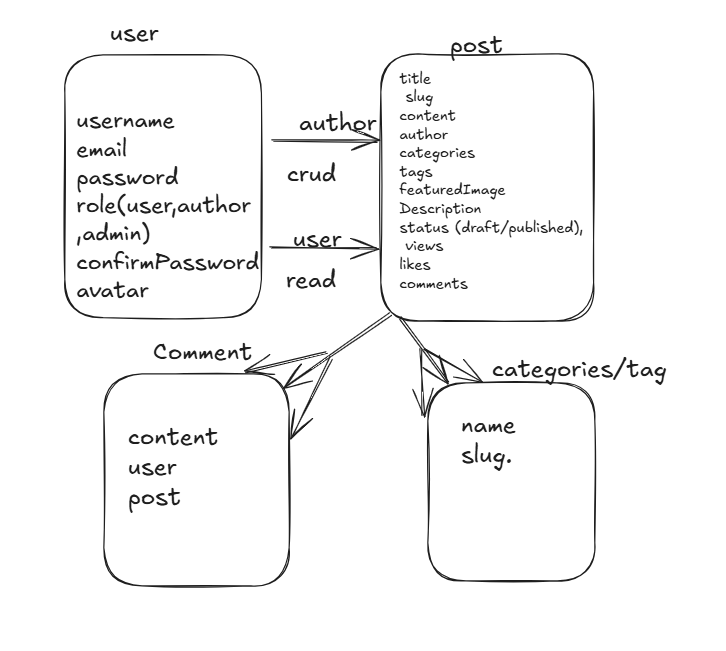 user
username
email
password
role(user,author
,admin)
confirmPassword
avatar
author
crud
user
read
post
title
slug
content
author
categories
tags
featuredImage
Description
status (draft/published),
views
likes
comments
Comment
content
user
post
categories/tag
name
slug.